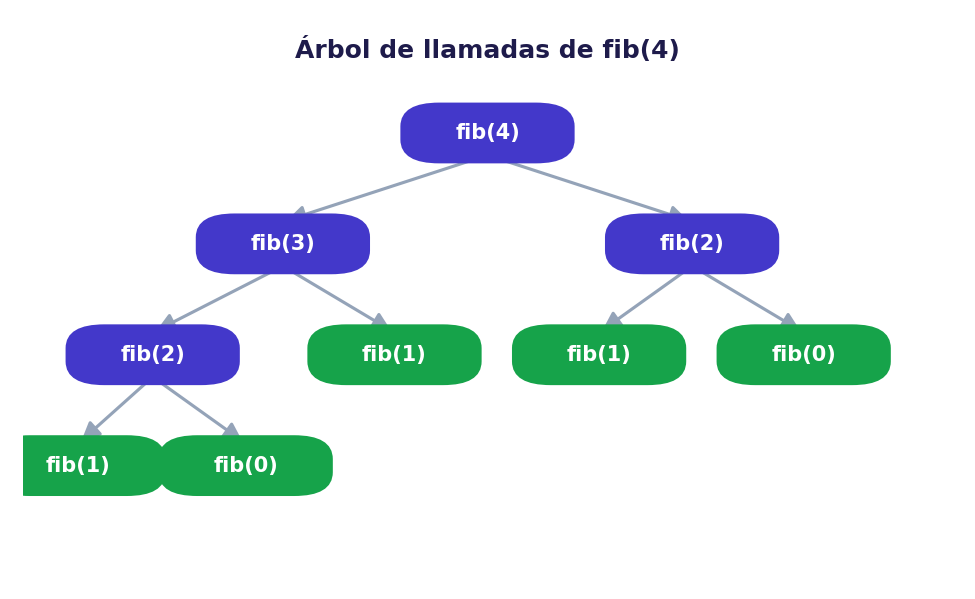 Árbol de llamadas de fib(4)
fib(4)
fib(3)
fib(2)
fib(2)
fib(1)
fib(1)
fib(0)
fib(1)
fib(0)